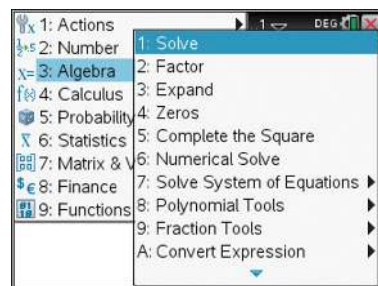 1: Actions
2: Number
3: Algebra
4: Calculus
5: Probability
6: Statistics
7: Matrix & V
8: Finance
9: Functions
1 DEG
1: Solve
2: Factor
3: Expand
4: Zeros
5: Complete the Square
6: Numerical Solve
7: Solve System of Equations
8: Polynomial Tools
9: Fraction Tools
A: Convert Expression